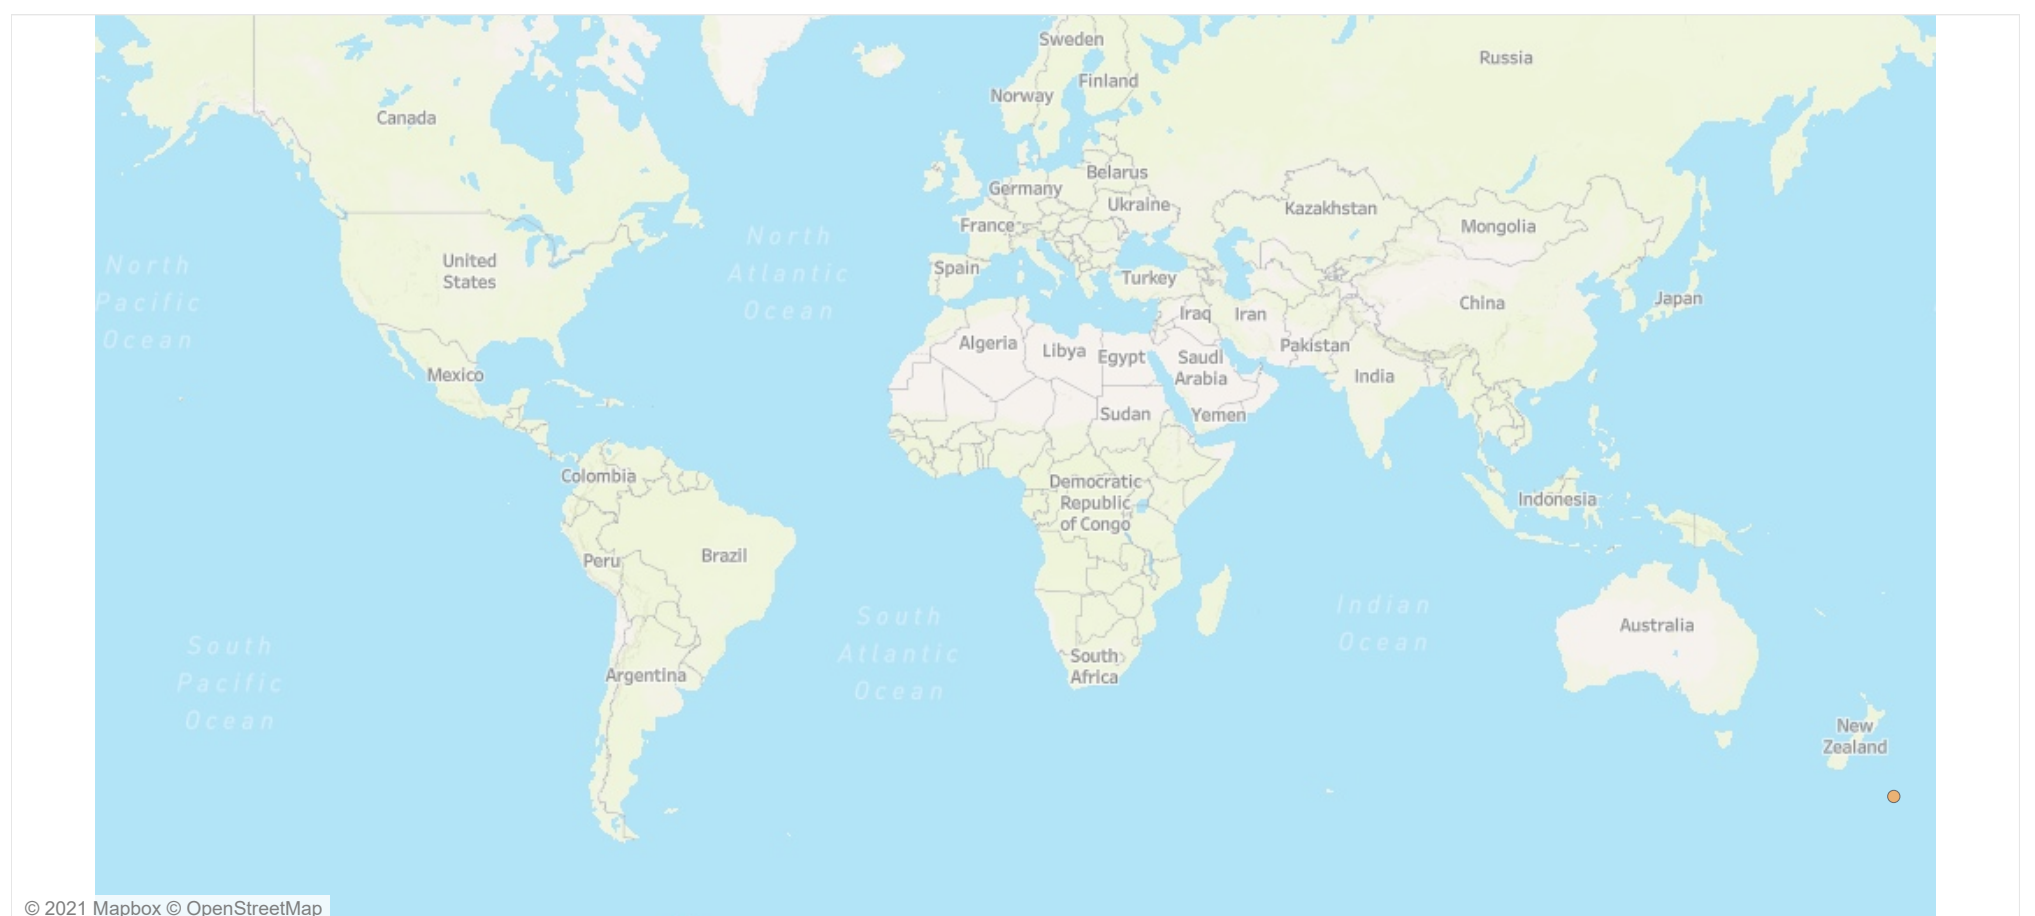 Sweden
Russia
Finland
Norway
Canada
Belarus
Germany
Ukraine
Kazakhstan
France
Mongolia
North
Atlantic
Ocean
North
Pacific
Ocean
United
States
Spain
Turkey
China
Japan
Iraq
Iran
Algeria
Libya
Egypt
Saudi
Arabia
Pakistan
India
Mexico
Sudan
Yemen
Colombia
Democratic
Republic
of Congo
Indonesia
Peru
Brazil
South
Atlantic
Ocean
Indian
Ocean
Australia
South
Pacific
Ocean
South
Africa
Argentina
New
Zealand
© 2021 Mapbox © OpenStreetMap